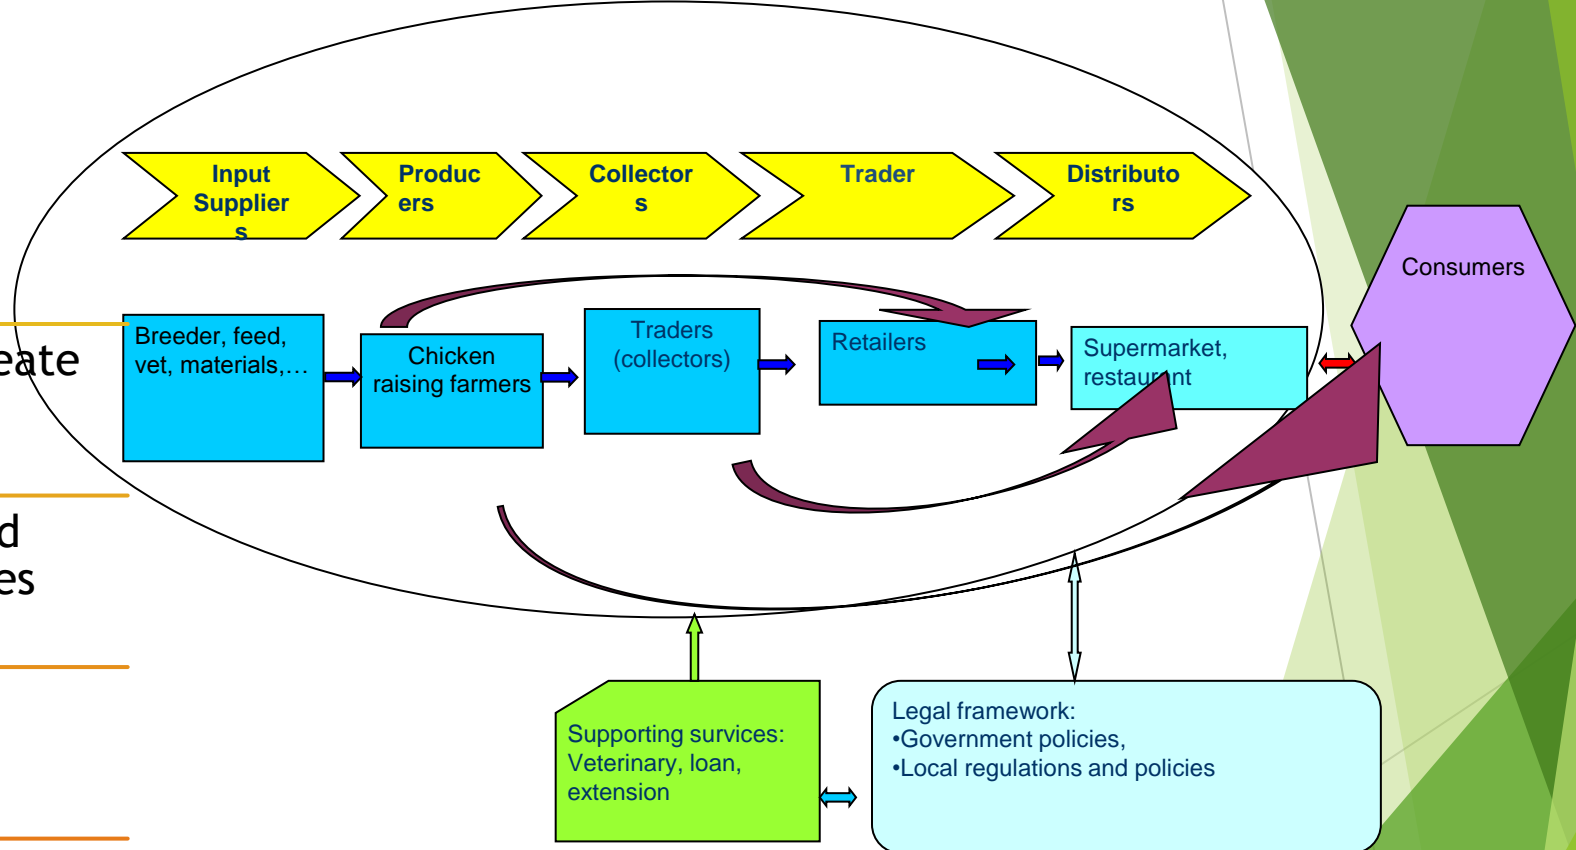 Input
Supplier
s
Produc
ers
Collector
s
Trader
Distributo
rs
Consumers
Breeder, feed,
vet, materials,…
Chicken
raising farmers
Traders
(collectors)
Retailers
Supermarket,
restaurant
eate
d
es
Supporting survices:
Veterinary, loan,
extension
Legal framework:
•Government policies,
•Local regulations and policies